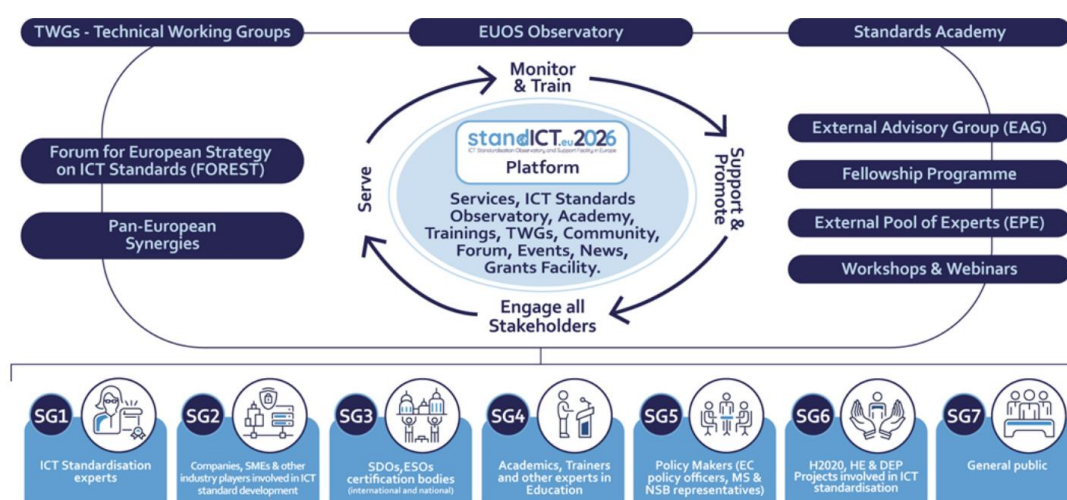 TWGs - Technical Working Groups
EUOS Observatory
Standards Academy
Forum for European Strategy
on ICT Standards (FOREST)
Pan-European
Synergies
Monitor
& Train
Serve
Support &
Promote
Engage all
Stakeholders
standICT.eu2026
ICT Standardisation Observatory and Support Facility in Europe
Platform
Services, ICT Standards
Observatory, Academy,
Trainings, TWGs, Community,
Forum, Events, News,
Grants Facility.
External Advisory Group (EAG)
Fellowship Programme
External Pool of Experts (EPE)
Workshops & Webinars
SG1
ICT Standardisation
experts
SG2
Companies, SMEs & other
industry players involved in ICT
standard development
SG3
SDOs,ESOs
certification bodies
(international and national)
SG4
Academics, Trainers
and other experts in
Education
SG5
Policy Makers (EC
policy officers, MS &
NSB representatives)
SG6
H2020, HE & DEP
Projects involved in ICT
standardisation
SG7
General public